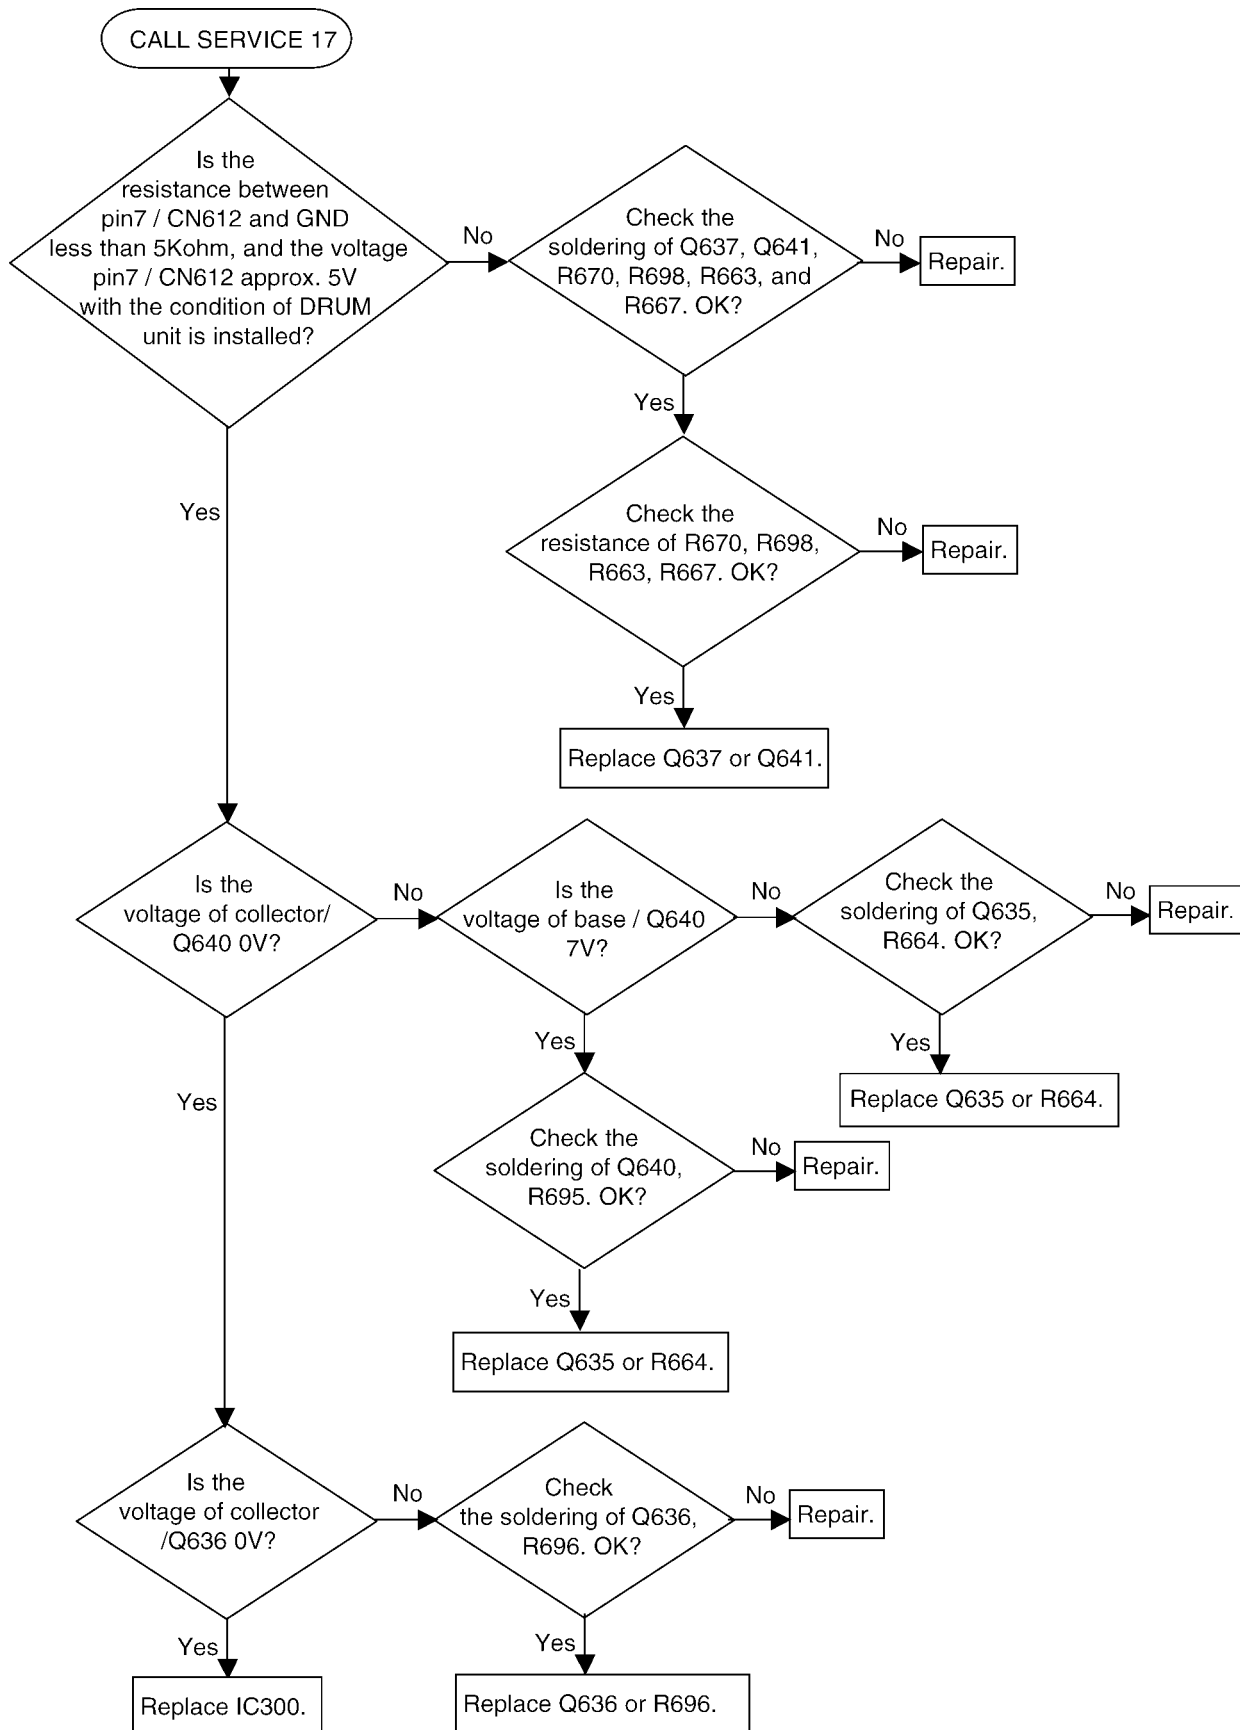 CALL SERVICE 17
Is the
resistance between
pin7 / CN612 and GND
less than 5Kohm, and the voltage
pin7 / CN612 approx. 5V
with the condition of DRUM
unit is installed?
No
Check the
soldering of Q637, Q641,
R670, R698, R663, and
R667. OK?
No
Repair.
Yes
Yes
Check the
resistance of R670, R698,
R663, R667. OK?
No
Repair.
Yes
Replace Q637 or Q641.
Is the
voltage of collector/
Q640 0V?
No
Is the
voltage of base / Q640
7V?
No
Check the
soldering of Q635,
R664. OK?
No
Repair.
Yes
Replace Q635 or R664.
Yes
Check the
soldering of Q640,
R695. OK?
No
Repair.
Yes
Replace Q635 or R664.
Yes
Is the
voltage of collector
/Q636 0V?
No
Check
the soldering of Q636,
R696. OK?
No
Repair.
Yes
Replace IC300.
Yes
Replace Q636 or R696.